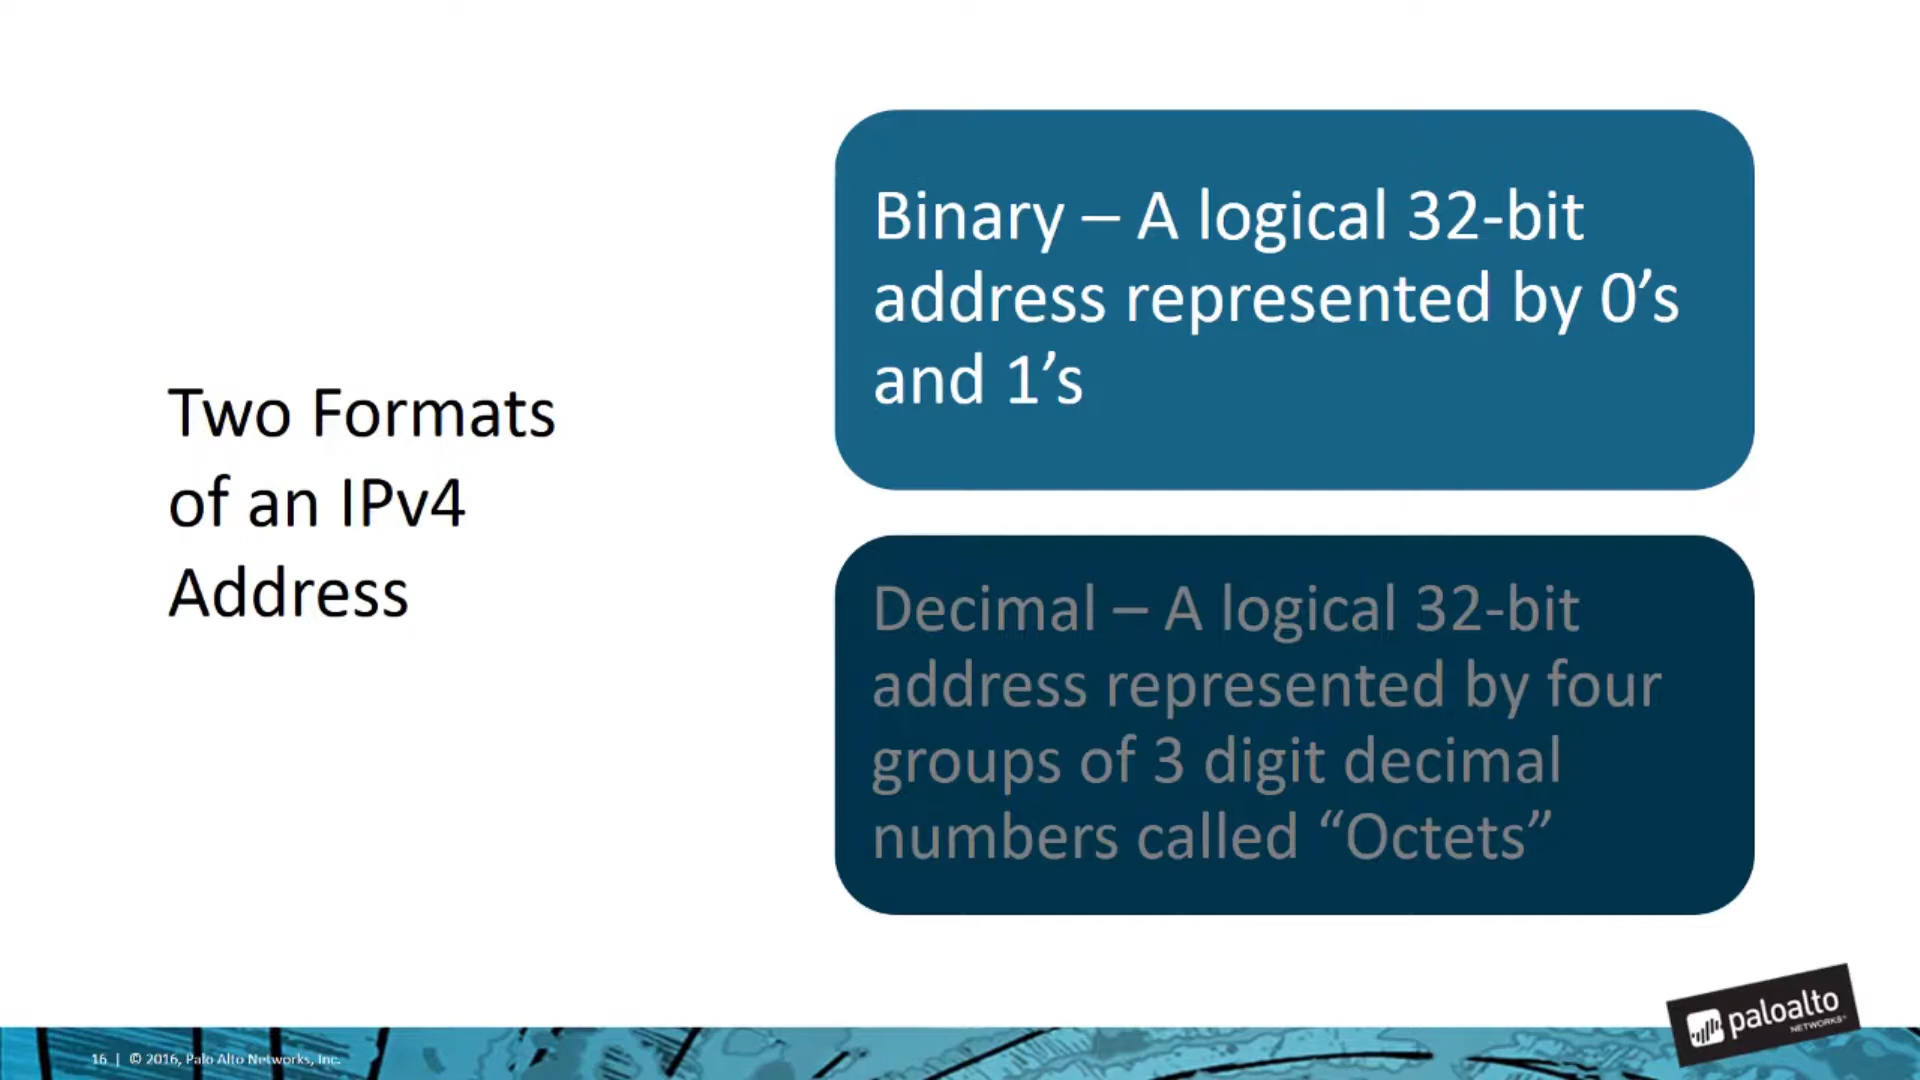 Two Formats
of an IPv4
Address
Binary – A logical 32-bit
address represented by 0’s
and 1’s
Decimal – A logical 32-bit
address represented by four
groups of 3 digit decimal
numbers called “Octets”
16 | © 2016, Palo Alto Networks, Inc.
paloalto
NETWORKS